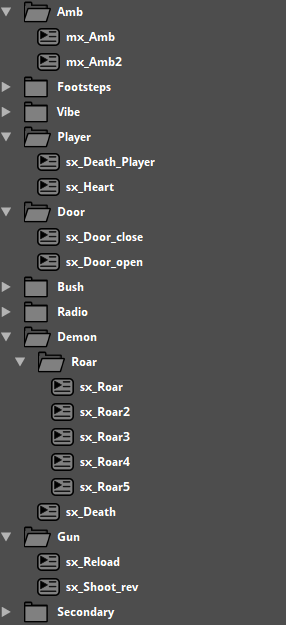 Amb
mx_Amb
mx_Amb2
Footsteps
Vibe
Player
sx_Death_Player
sx_Heart
Door
sx_Door_close
sx_Door_open
Bush
Radio
Demon
Roar
sx_Roar
sx_Roar2
sx_Roar3
sx_Roar4
sx_Roar5
sx_Death
Gun
sx_Reload
sx_Shoot_rev
Secondary